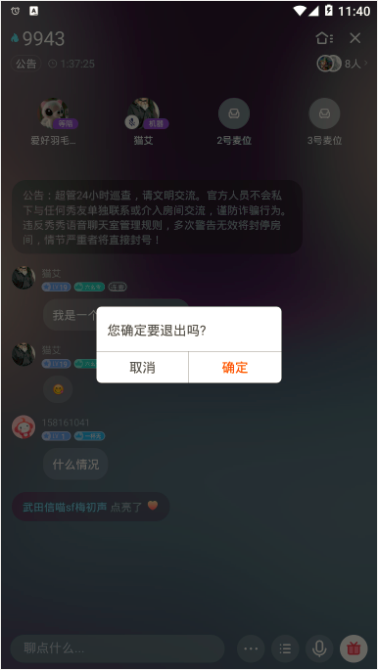 11:40
9943
公告 1:37:25
8人
爱好羽毛...
猫艾
2号麦位
3号麦位
公告：超管24小时巡查，请文明交流。官方人员不会私
下与任何秀友单独联系或介入房间交流，谨防诈骗行为。
违反秀秀语音聊天室管理规则，多次警告无效将封停房
间，情节严重者将直接封号！
猫艾
我是一个
您确定要退出吗?
取消
确定
猫艾
158161041
什么情况
武田信喵sf梅初声 点亮了
聊点什么...